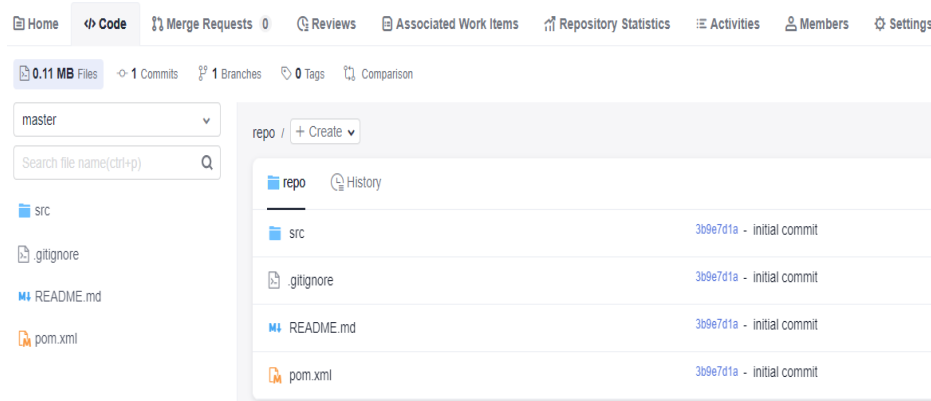 Home </> Code Merge Requests 0 Reviews Associated Work Items Repository Statistics Activities Members Settings
0.11 MB Files 1 Commits 1 Branches 0 Tags Comparison
master
Search file name(ctrl+p)
src
.gitignore
M↓ README.md
pom.xml
repo / + Create
repo History
src 3b9e7d1a - initial commit
.gitignore 3b9e7d1a - initial commit
M↓ README.md 3b9e7d1a - initial commit
pom.xml 3b9e7d1a - initial commit